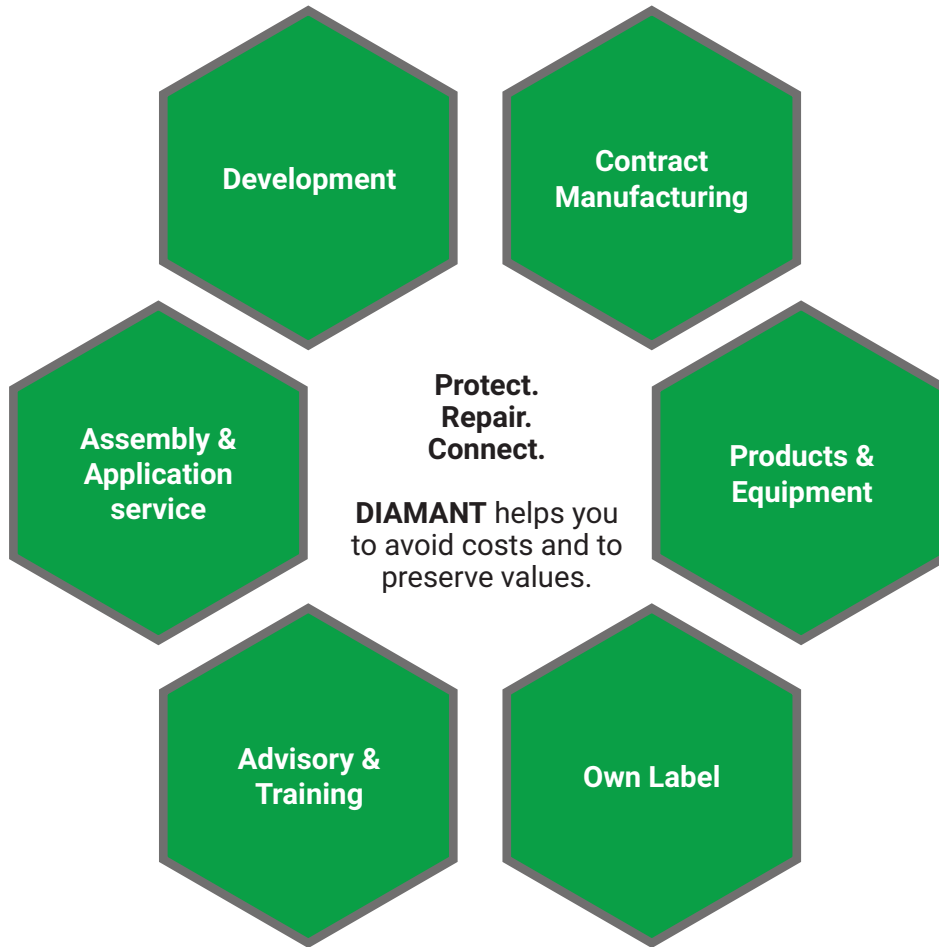 Development
Contract
Manufacturing
Assembly &
Application
service
Protect.
Repair.
Connect.
DIAMANT helps you
to avoid costs and to
preserve values.
Products &
Equipment
Advisory &
Training
Own Label